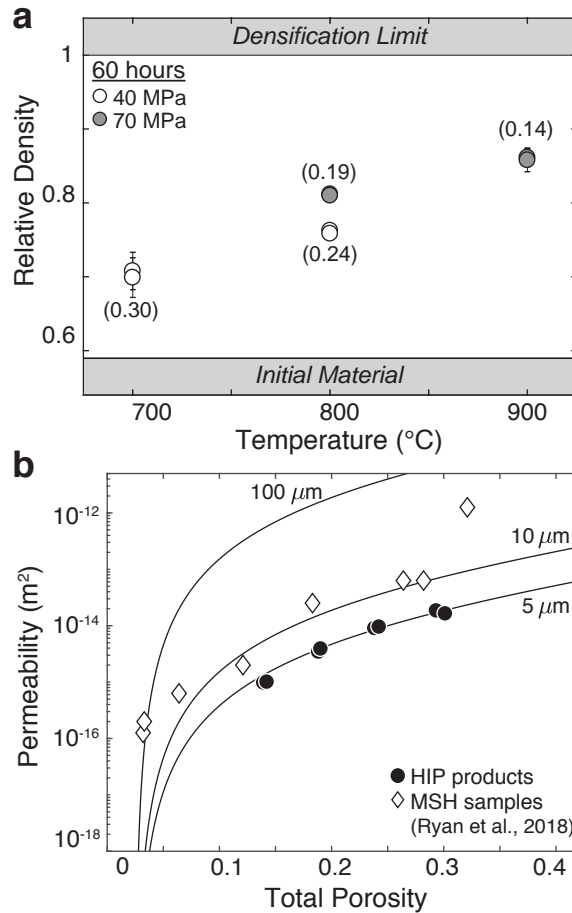 a
Densification Limit
1
60 hours
40 MPa
70 MPa
(0.14)
(0.19)
0.8
(0.24)
(0.30)
0.6
Relative Density
Initial Material
700 800 900
Temperature (°C)
b
100 μm
10⁻¹²
10 μm
5 μm
10⁻¹⁴
Permeability (m²)
10⁻¹⁶
HIP products
MSH samples
(Ryan et al., 2018)
10⁻¹⁸
0 0.1 0.2 0.3 0.4
Total Porosity